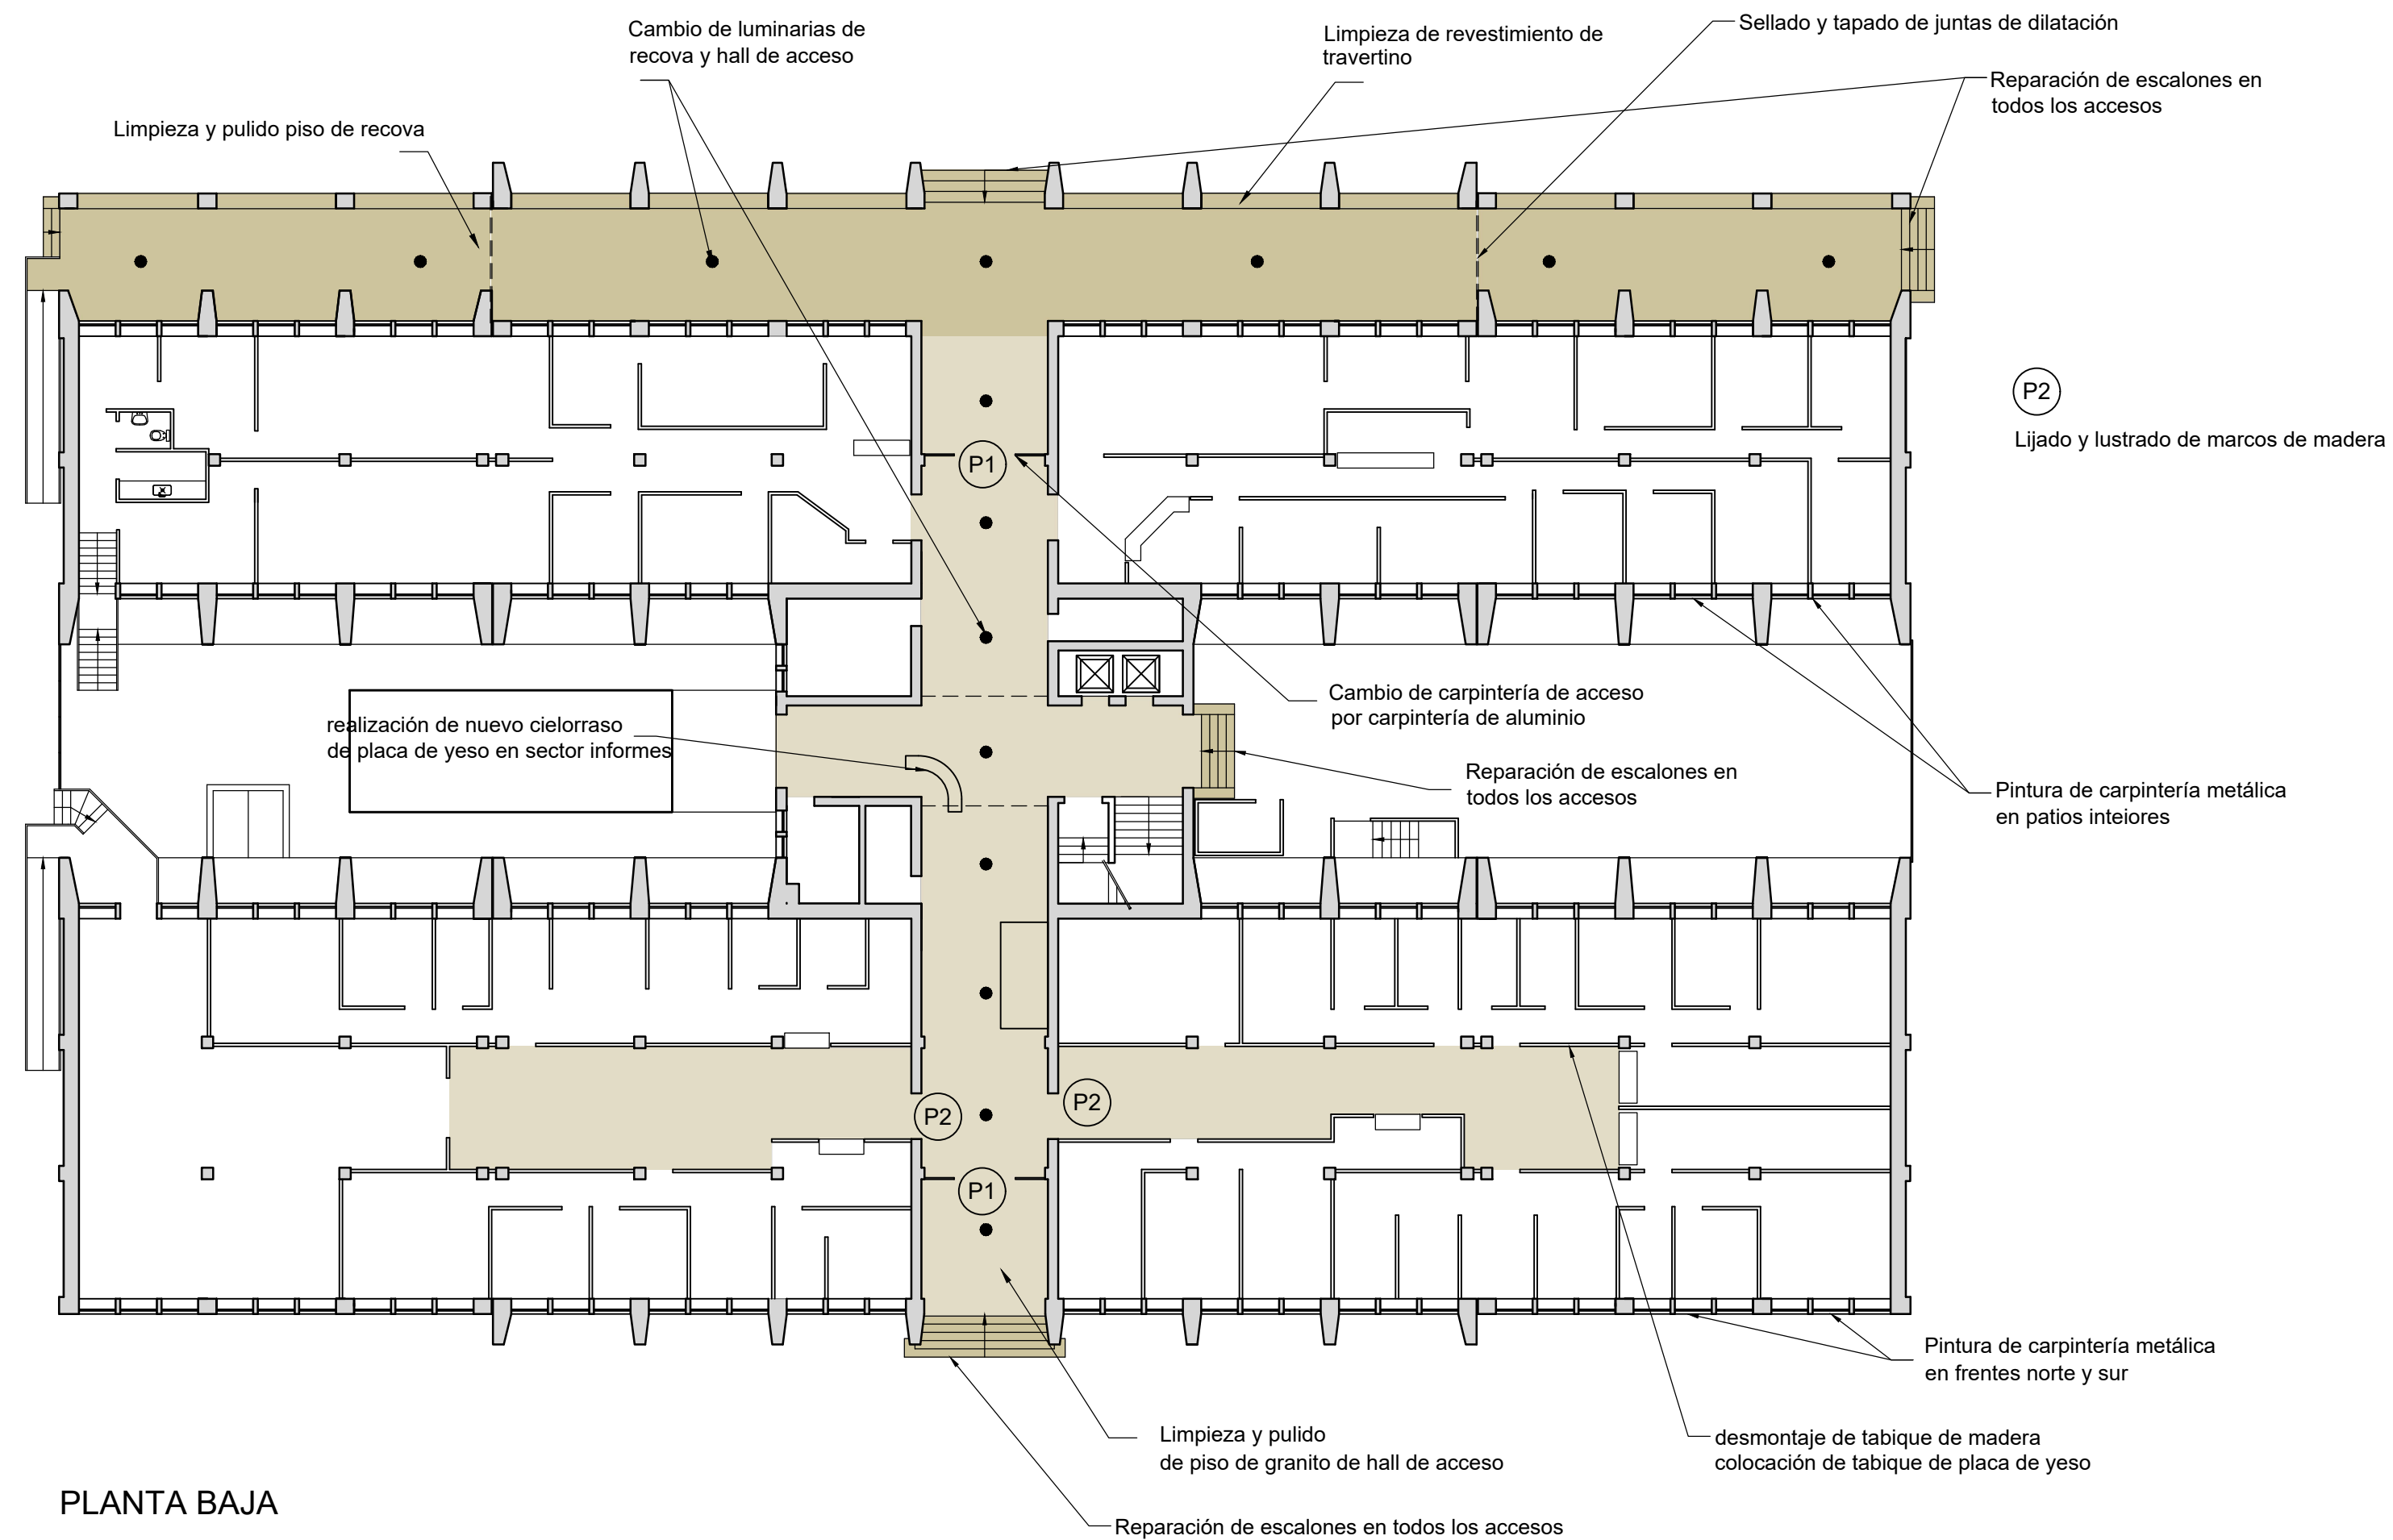 Cambio de luminarias de
recova y hall de acceso
Limpieza de revestimiento de
travertino
Sellado y tapado de juntas de dilatación
Reparación de escalones en
todos los accesos
Limpieza y pulido piso de recova
P2
Lijado y lustrado de marcos de madera
P1
Cambio de carpintería de acceso
por carpintería de aluminio
realización de nuevo cielorraso
de placa de yeso en sector informes
Reparación de escalones en
todos los accesos
Pintura de carpintería metálica
en patios inteiores
P2
P2
P1
Pintura de carpintería metálica
en frentes norte y sur
Limpieza y pulido
de piso de granito de hall de acceso
desmontaje de tabique de madera
colocación de tabique de placa de yeso
PLANTA BAJA
Reparación de escalones en todos los accesos